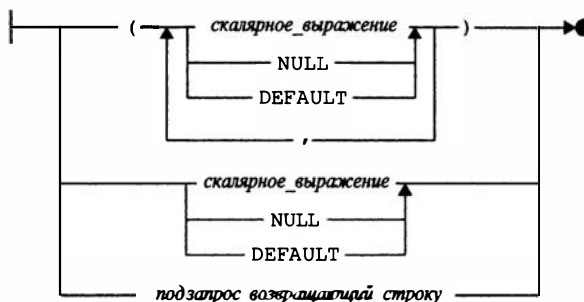 ( скалярное_выражение )
NULL
DEFAULT
,
скалярное_выражение
NULL
DEFAULT
подзапрос возвращающий строку